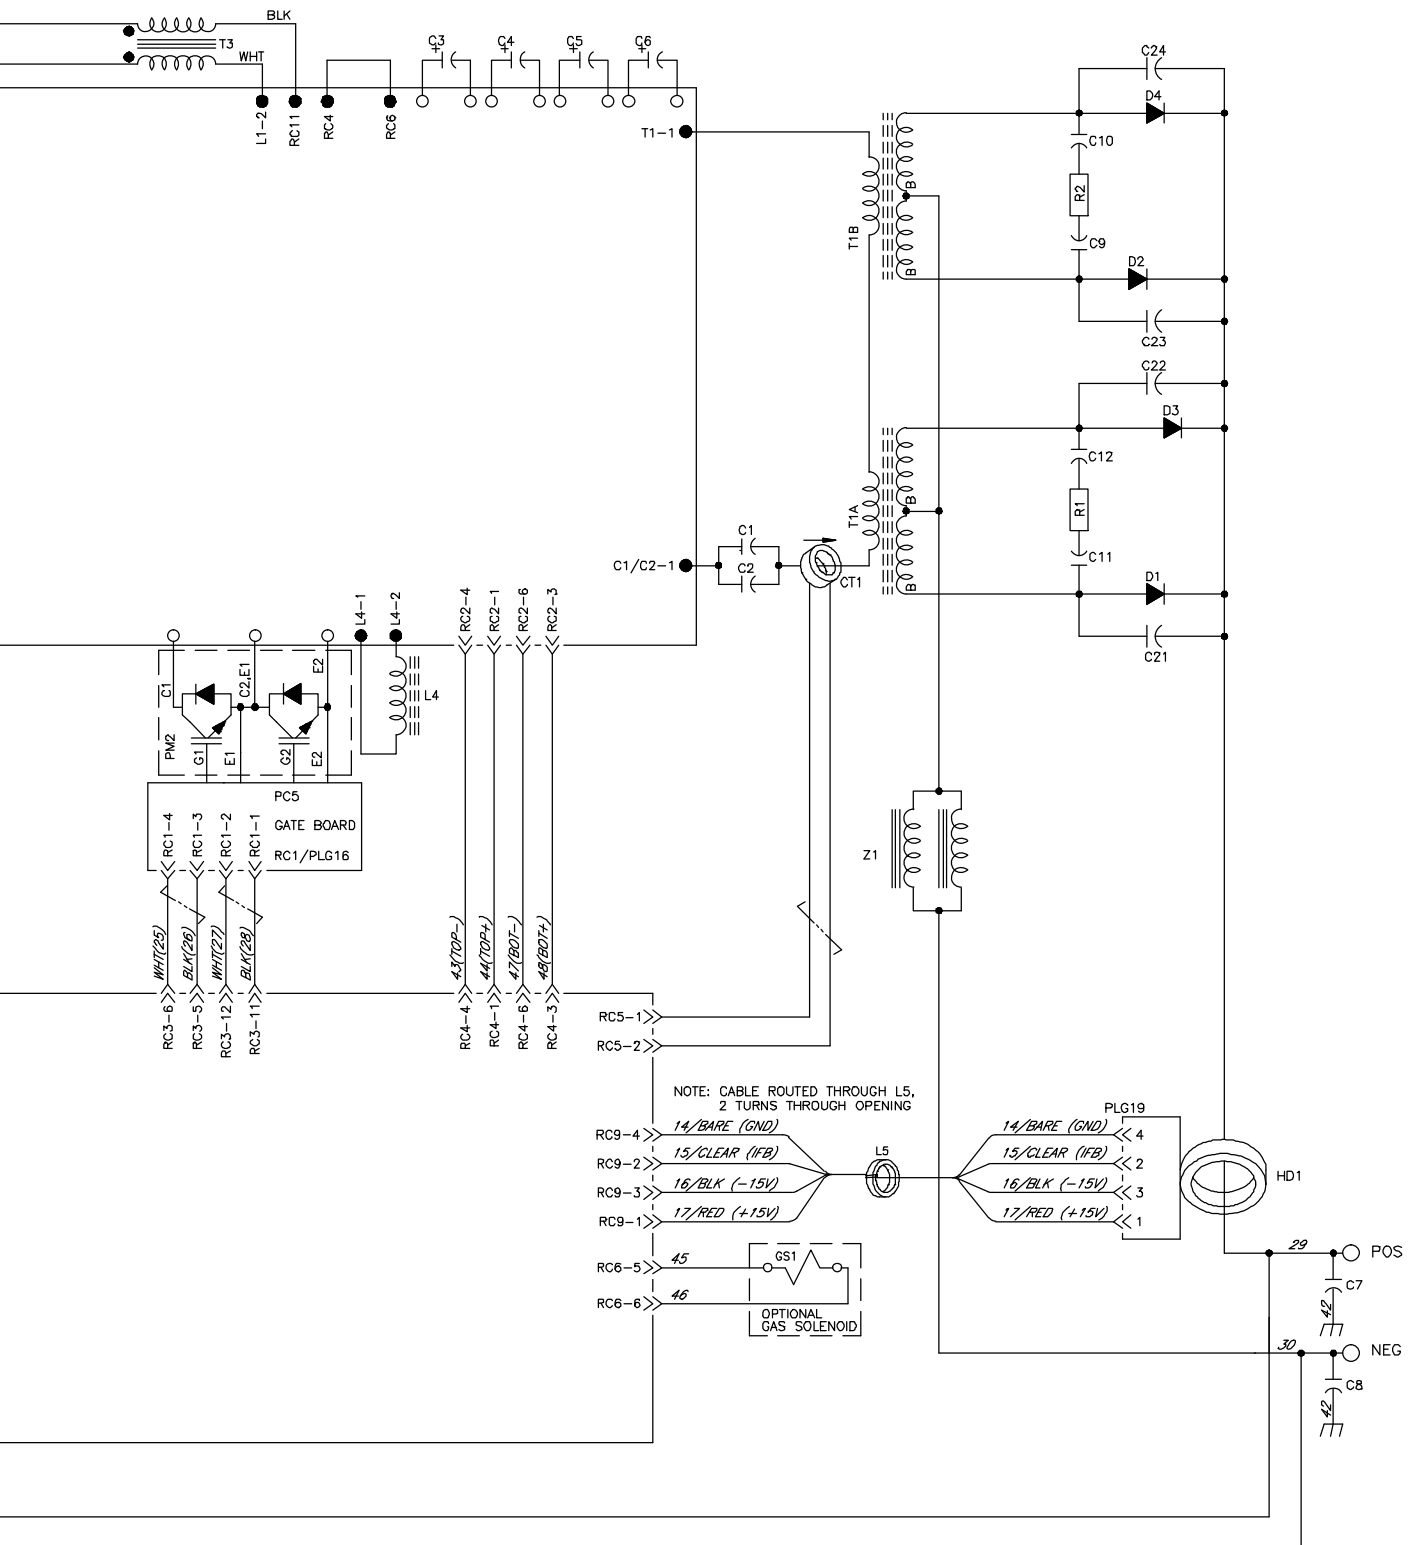 BLK
T3
WHT
C3
+
C4
+
C5
+
C6
+
C24
D4
L1-2
RC11
RC4
RC6
T1-1
C10
B
R2
T1B
C9
B
D2
C23
C22
D3
C12
B
R1
T1A
C1
C11
C1/C2-1
C2
CT1
B
D1
C21
L4-1
L4-2
RC2-4
RC2-1
RC2-6
RC2-3
C1
C2,E1
E2
L4
PM2
G1
E1
G2
E2
PC5
GATE BOARD
RC1/PLG16
RC1-4
RC1-3
RC1-2
RC1-1
Z1
WHT(25)
BLK(26)
WHT(27)
BLK(28)
43(TOP-)
44(TOP+)
47(BOT-)
48(BOT+)
RC3-6
RC3-5
RC3-12
RC3-11
RC4-4
RC4-1
RC4-6
RC4-3
RC5-1
RC5-2
NOTE: CABLE ROUTED THROUGH L5,
2 TURNS THROUGH OPENING
PLG19
RC9-4
14/BARE (GND)
14/BARE (GND)
4
RC9-2
15/CLEAR (IFB)
L5
15/CLEAR (IFB)
2
RC9-3
16/BLK (-15V)
16/BLK (-15V)
3
HD1
RC9-1
17/RED (+15V)
17/RED (+15V)
1
RC6-5
45
GS1
29
POS
C7
RC6-6
46
OPTIONAL
GAS SOLENOID
42
30
NEG
C8
42